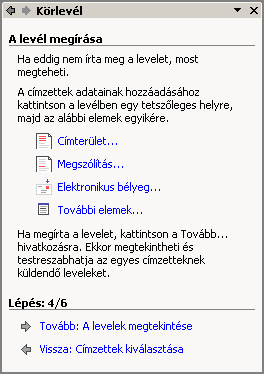 Körlevél
A levél megírása
Ha eddig nem írta meg a levelet, most
megteheti.
A címzettek adatainak hozzáadásához
kattintson a levélben egy tetszőleges helyre,
majd az alábbi elemek egyikére.
Címterület...
Megszólítás...
Elektronikus bélyeg...
További elemek...
Ha megírta a levelet, kattintson a Tovább...
hivatkozásra. Ekkor megtekintheti és
testreszabhatja az egyes címzetteknek
küldendő leveleket.
Lépés: 4/6
Tovább: A levelek megtekintése
Vissza: Címzettek kiválasztása